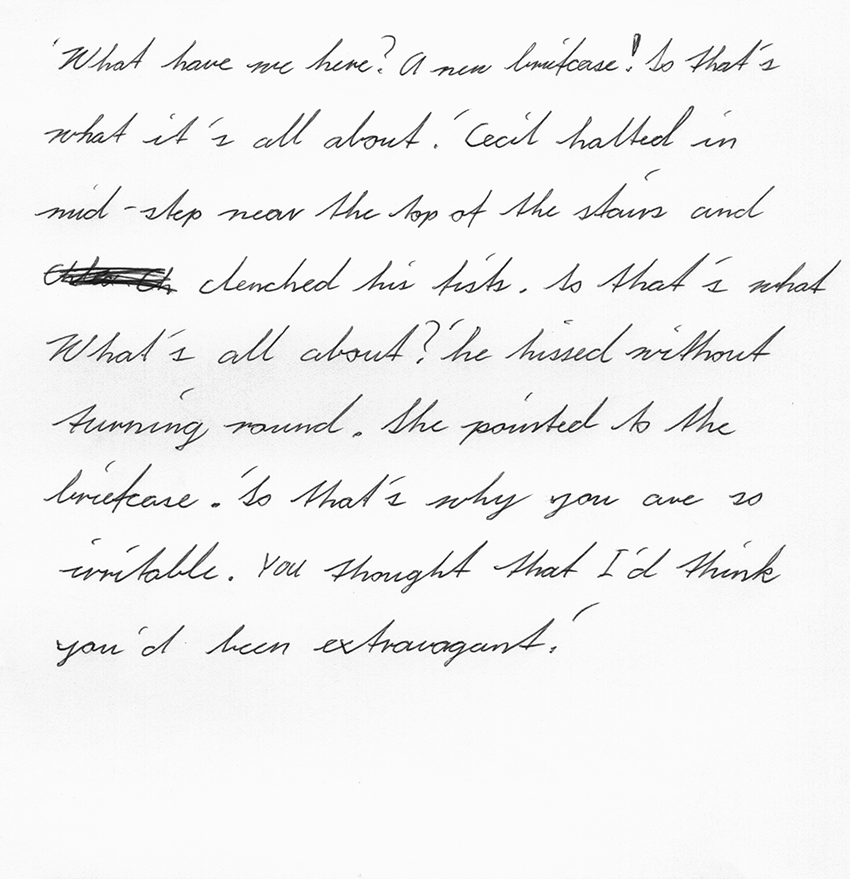 'What have we here? A new briefcase! So that's
what it's all about.' Cecil halted in
mid-step near the top of the stairs and
clenched his fists. So that's what
What's all about?' he hissed without
turning round. She pointed to the
briefcase. 'So that's why you are so
irritable. You thought that I'd think
you'd been extravagant.'